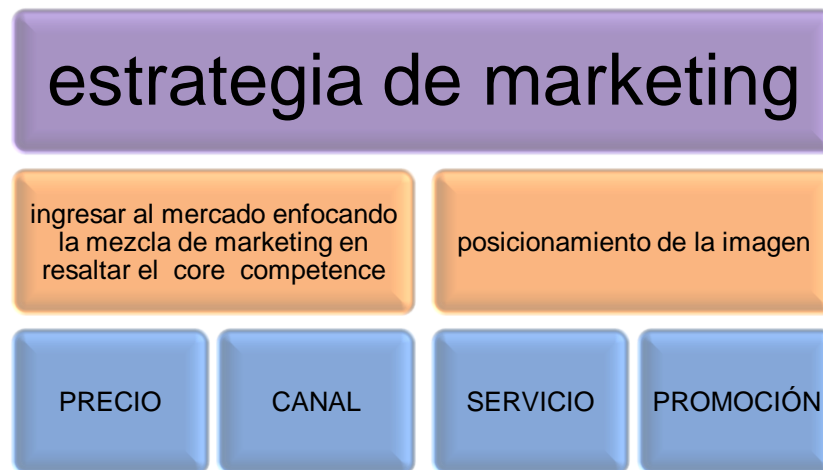 estrategia de marketing
ingresar al mercado enfocando
la mezcla de marketing en
resaltar el core competence
posicionamiento de la imagen
PRECIO
CANAL
SERVICIO
PROMOCIÓN